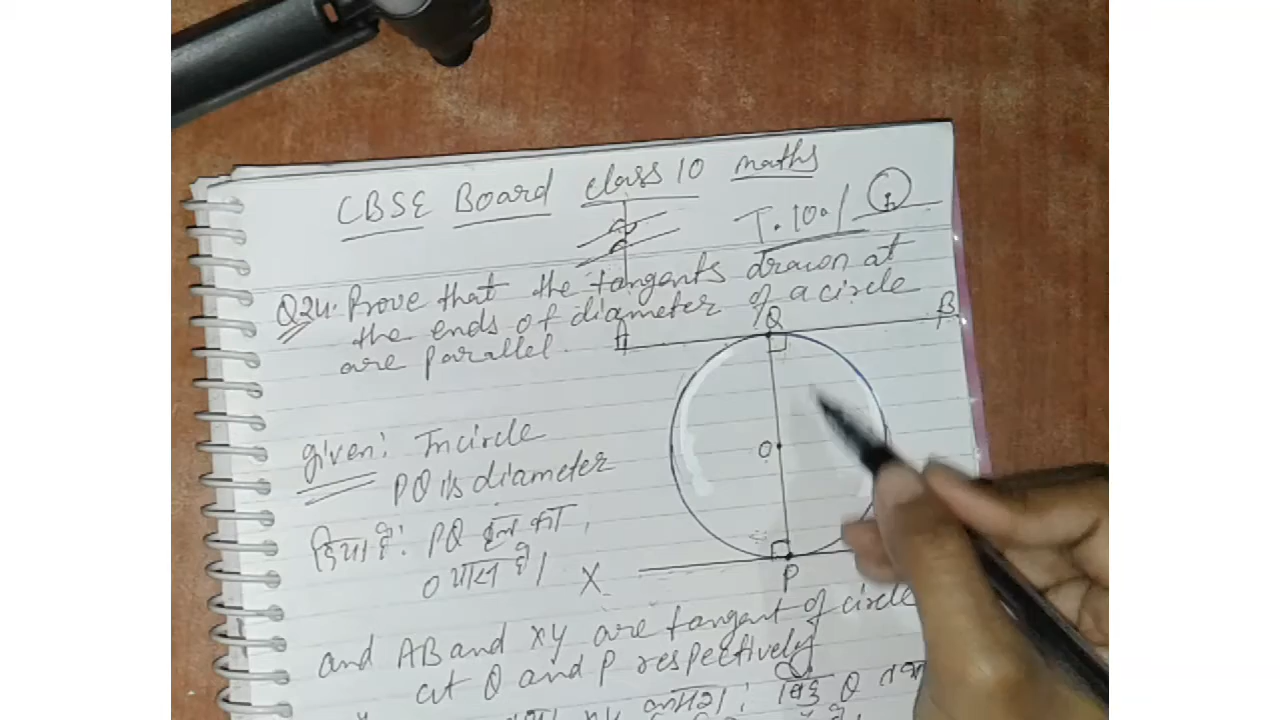 CBSE Board class 10 maths
T. 10.1
Q24. Prove that the tangents drawn at
the ends of diameter of a circle
are parallel.
Q
B
given: In circle
PQ is diameter
O
दिया है: PQ वृत्त का
व्यास है।
X
P
and AB and XY are tangent of circle
at Q and P respectively